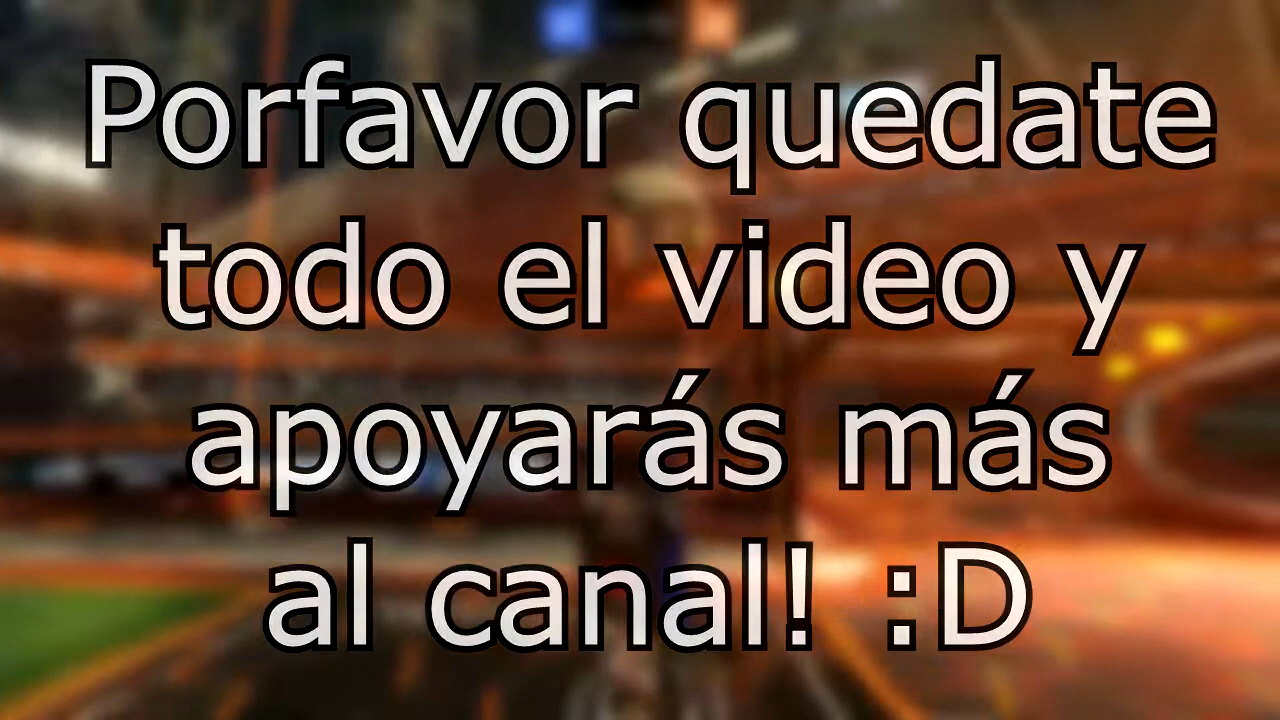 Porfavor quedate
todo el video y
apoyarás más
al canal! :D